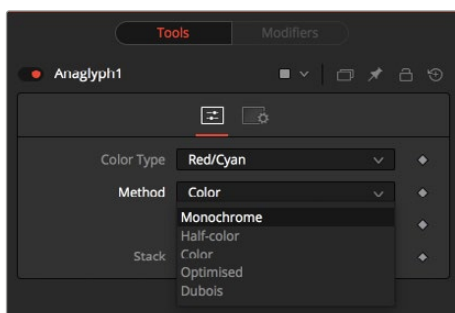 Tools Modifiers
Anaglyph1
Color Type Red/Cyan
Method Color
Monochrome
Half-color
Stack Color
Optimised
Dubois